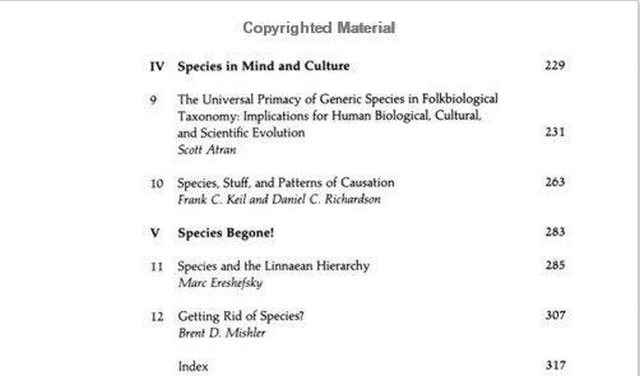 Copyrighted Material
IV Species in Mind and Culture 229
9 The Universal Primacy of Generic Species in Folkbiological
Taxonomy: Implications for Human Biological, Cultural,
and Scientific Evolution 231
Scott Atran
10 Species, Stuff, and Patterns of Causation 263
Frank C. Keil and Daniel C. Richardson
V Species Begone! 283
11 Species and the Linnaean Hierarchy 285
Marc Ereshefsky
12 Getting Rid of Species? 307
Brent D. Mishler
Index 317